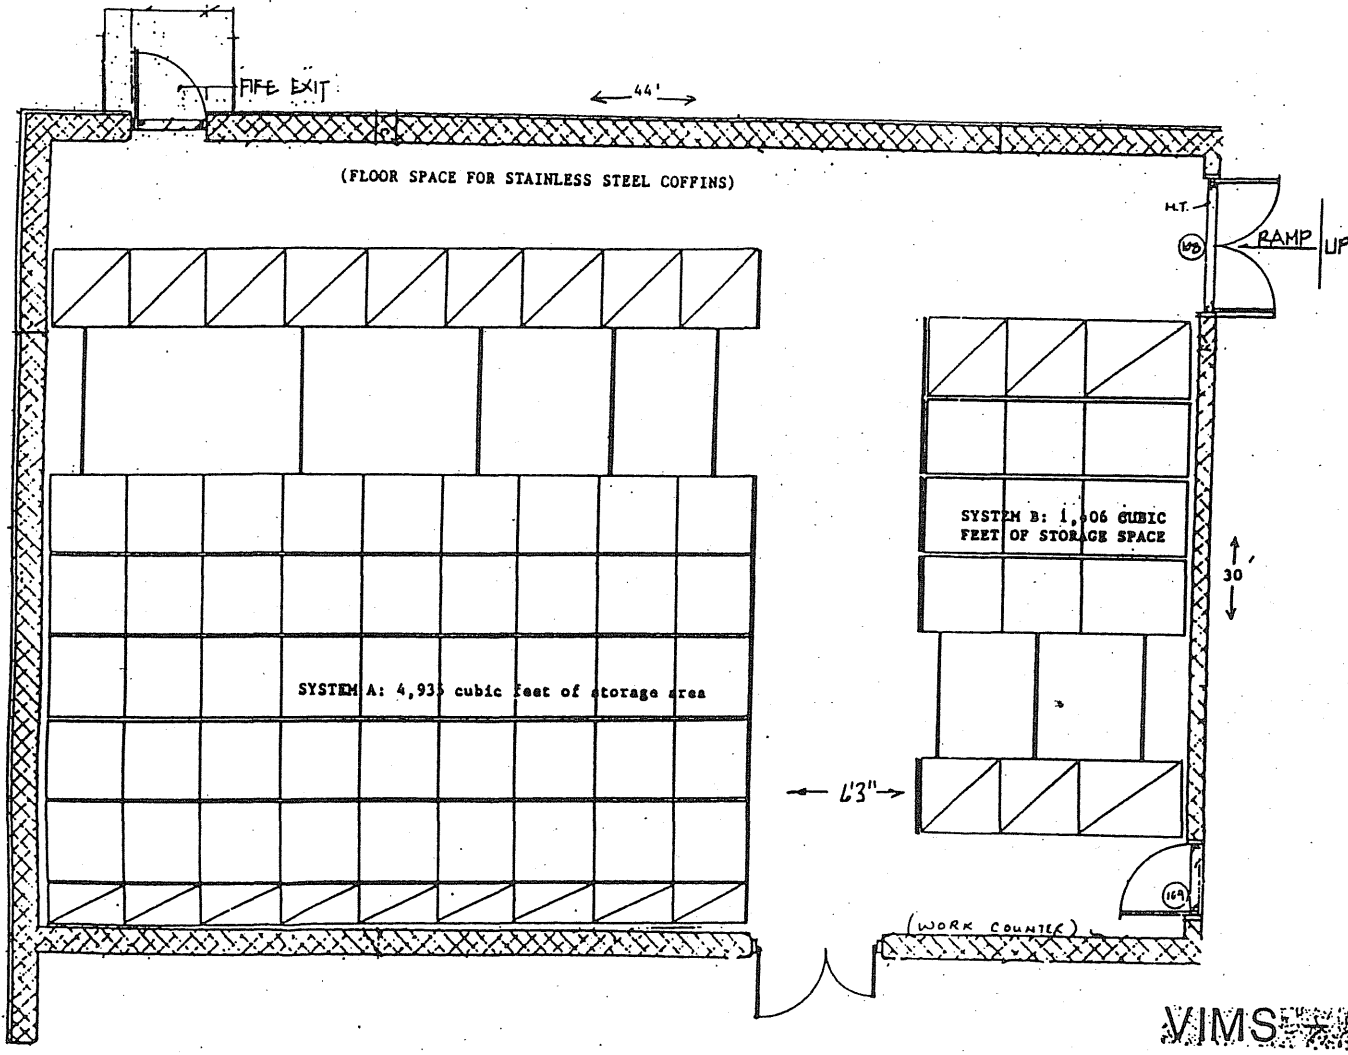 FIRE EXIT
44'
(FLOOR SPACE FOR STAINLESS STEEL COFFINS)
H.T.
168
RAMP
UP
SYSTEM B: 1,606 CUBIC
FEET OF STORAGE SPACE
30'
SYSTEM A: 4,935 cubic feet of storage area
6'3"
169
(WORK COUNTER)
VIMS